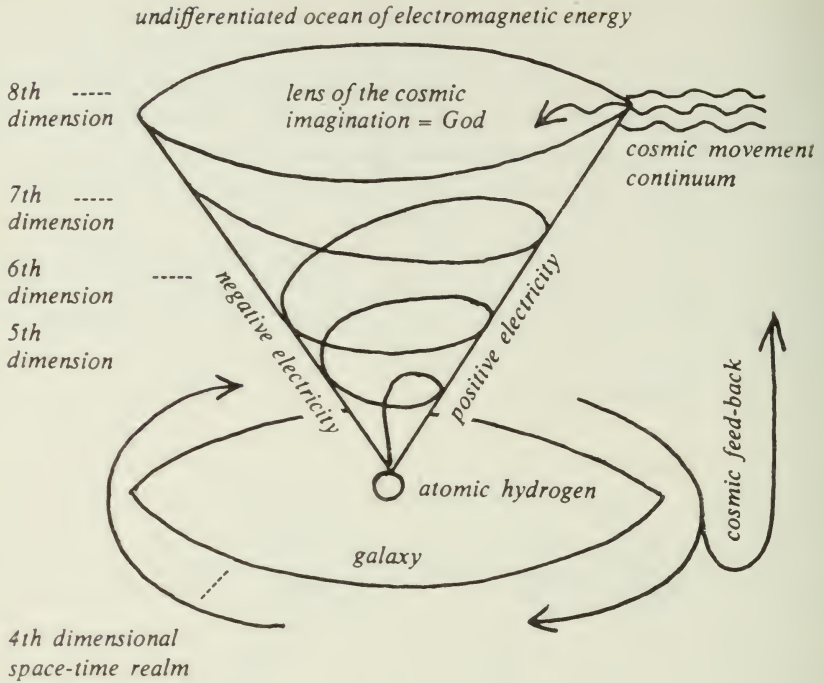 undifferentiated ocean of electromagnetic energy
8th -----
dimension
lens of the cosmic
imagination = God
cosmic movement
continuum
7th -----
dimension
6th -----
dimension
5th
dimension
negative electricity
positive electricity
cosmic feed-back
atomic hydrogen
galaxy
4th dimensional
space-time realm